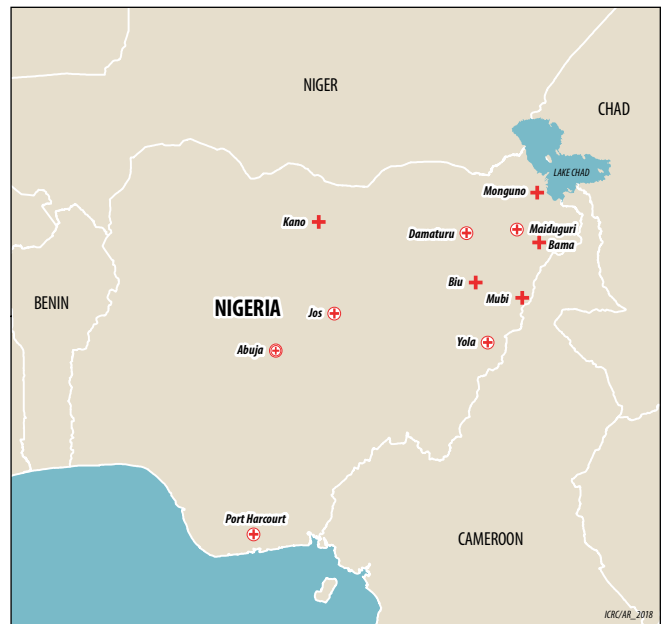 NIGER
CHAD
LAKE CHAD
Monguno
Kano
Damaturu
Maiduguri
Bama
BENIN
NIGERIA
Biu
Mubi
Jos
Abuja
Yola
Port Harcourt
CAMEROON
ICRC/AR_2018